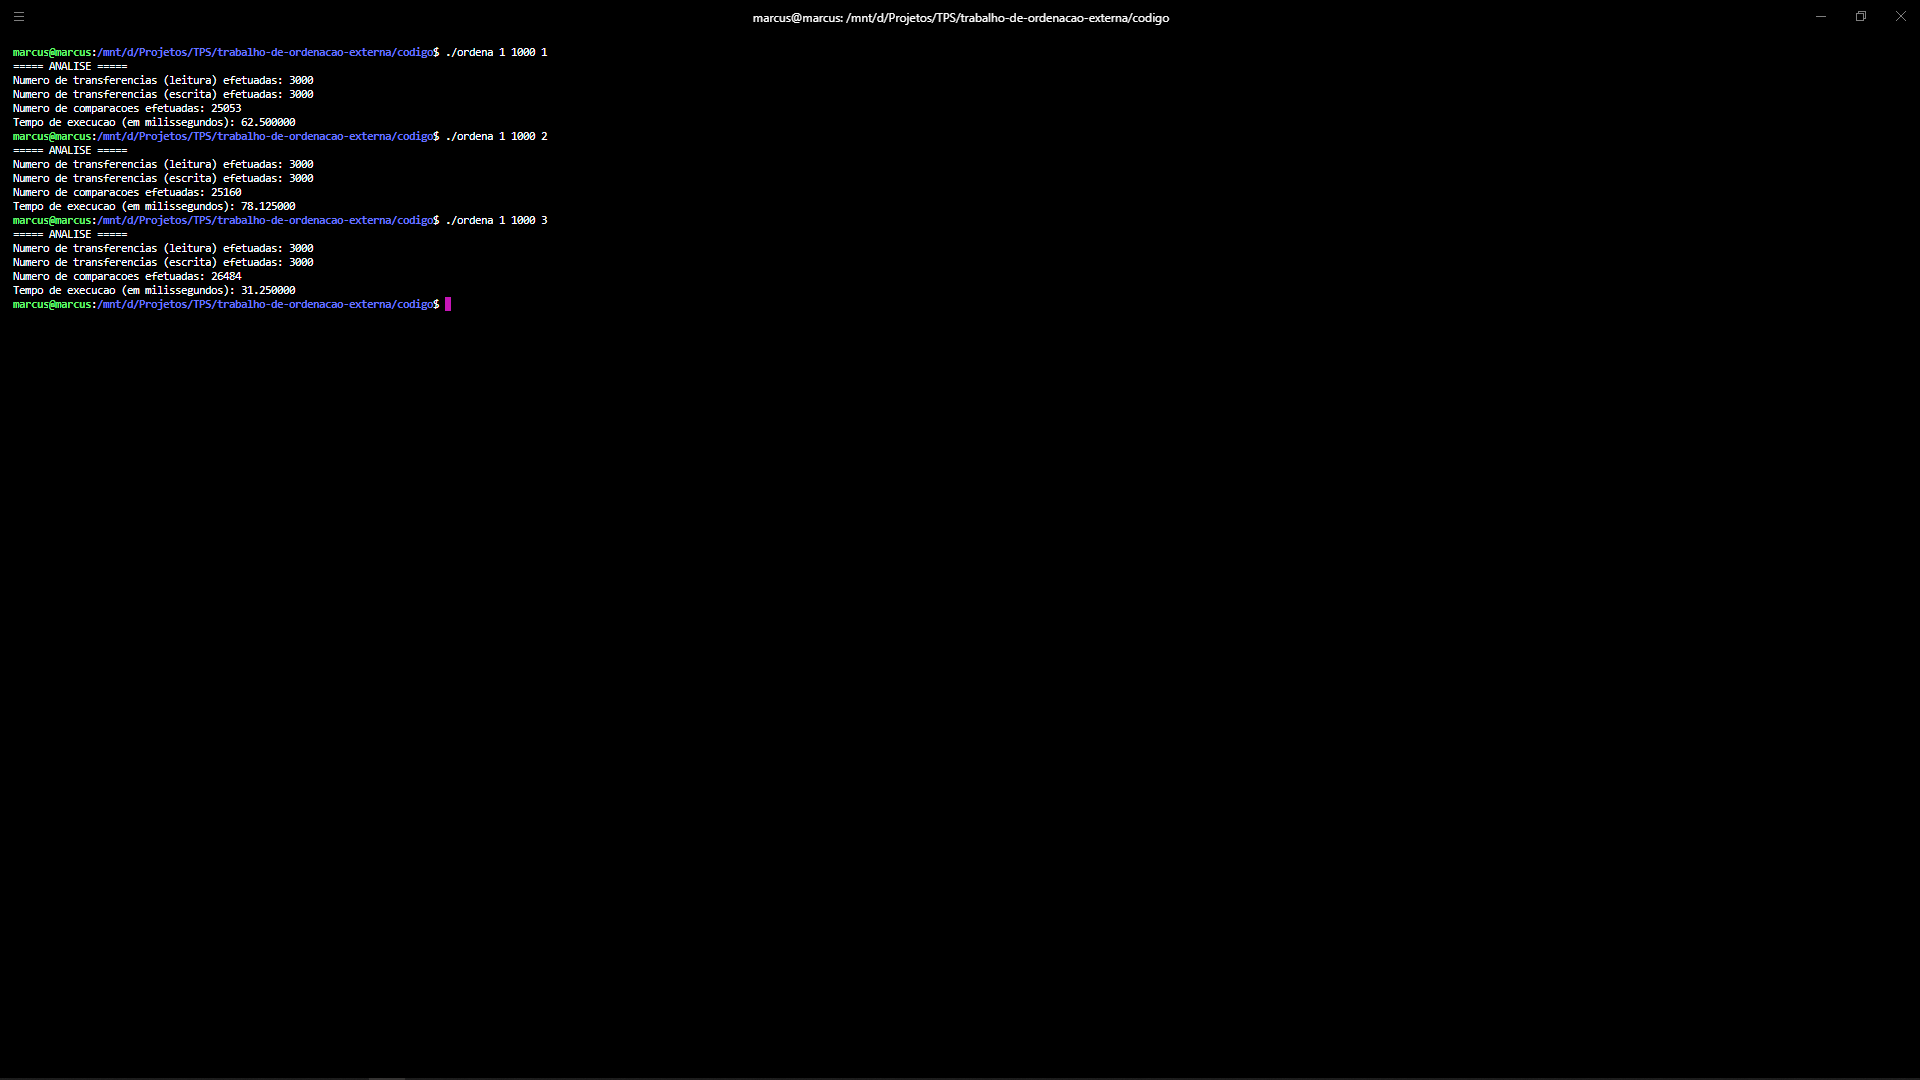 marcus@marcus: /mnt/d/Projetos/TPS/trabalho-de-ordenacao-externa/codigo
marcus@marcus:/mnt/d/Projetos/TPS/trabalho-de-ordenacao-externa/codigo$ ./ordena 1 1000 1
===== ANALISE =====
Numero de transferencias (leitura) efetuadas: 3000
Numero de transferencias (escrita) efetuadas: 3000
Numero de comparacoes efetuadas: 25053
Tempo de execucao (em milissegundos): 62.500000
marcus@marcus:/mnt/d/Projetos/TPS/trabalho-de-ordenacao-externa/codigo$ ./ordena 1 1000 2
===== ANALISE =====
Numero de transferencias (leitura) efetuadas: 3000
Numero de transferencias (escrita) efetuadas: 3000
Numero de comparacoes efetuadas: 25160
Tempo de execucao (em milissegundos): 78.125000
marcus@marcus:/mnt/d/Projetos/TPS/trabalho-de-ordenacao-externa/codigo$ ./ordena 1 1000 3
===== ANALISE =====
Numero de transferencias (leitura) efetuadas: 3000
Numero de transferencias (escrita) efetuadas: 3000
Numero de comparacoes efetuadas: 26484
Tempo de execucao (em milissegundos): 31.250000
marcus@marcus:/mnt/d/Projetos/TPS/trabalho-de-ordenacao-externa/codigo$